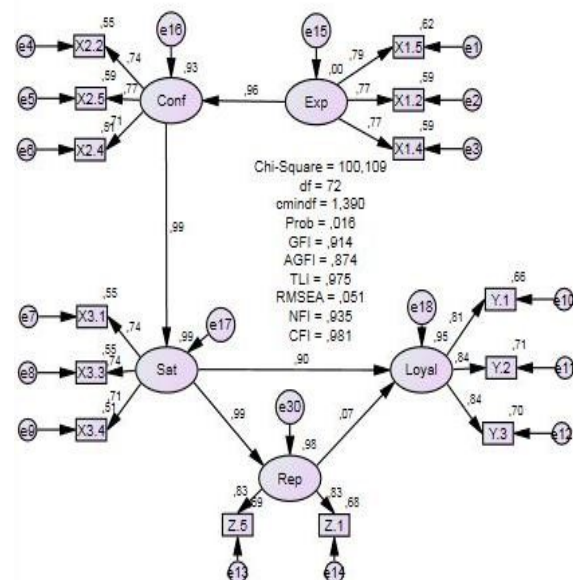 e16
e15
,55
,62
e4
X2.2
,74
,93
,00
,79
X1.5
e1
,59
,59
e5
X2.5
,77
Conf
,96
Exp
,77
X1.2
e2
,71
,59
e6
X2.4
,77
X1.4
e3
Chi-Square = 100,109
df = 72
cmindf = 1,390
Prob = ,016
GFI = ,914
AGFI = ,874
TLI = ,975
RMSEA = ,051
NFI = ,935
CFI = ,981
,99
,55
e7
X3.1
,74
e17
e18
,66
,81
Y.1
e10
,55
,99
,95
,71
e8
X3.3
,74
Sat
,90
Loyal
,84
Y.2
e11
,71
,51
,84
,70
e9
X3.4
,99
e30
,07
Y.3
e12
,98
Rep
,83
,69
,83
,68
Z.5
Z.1
e13
e14